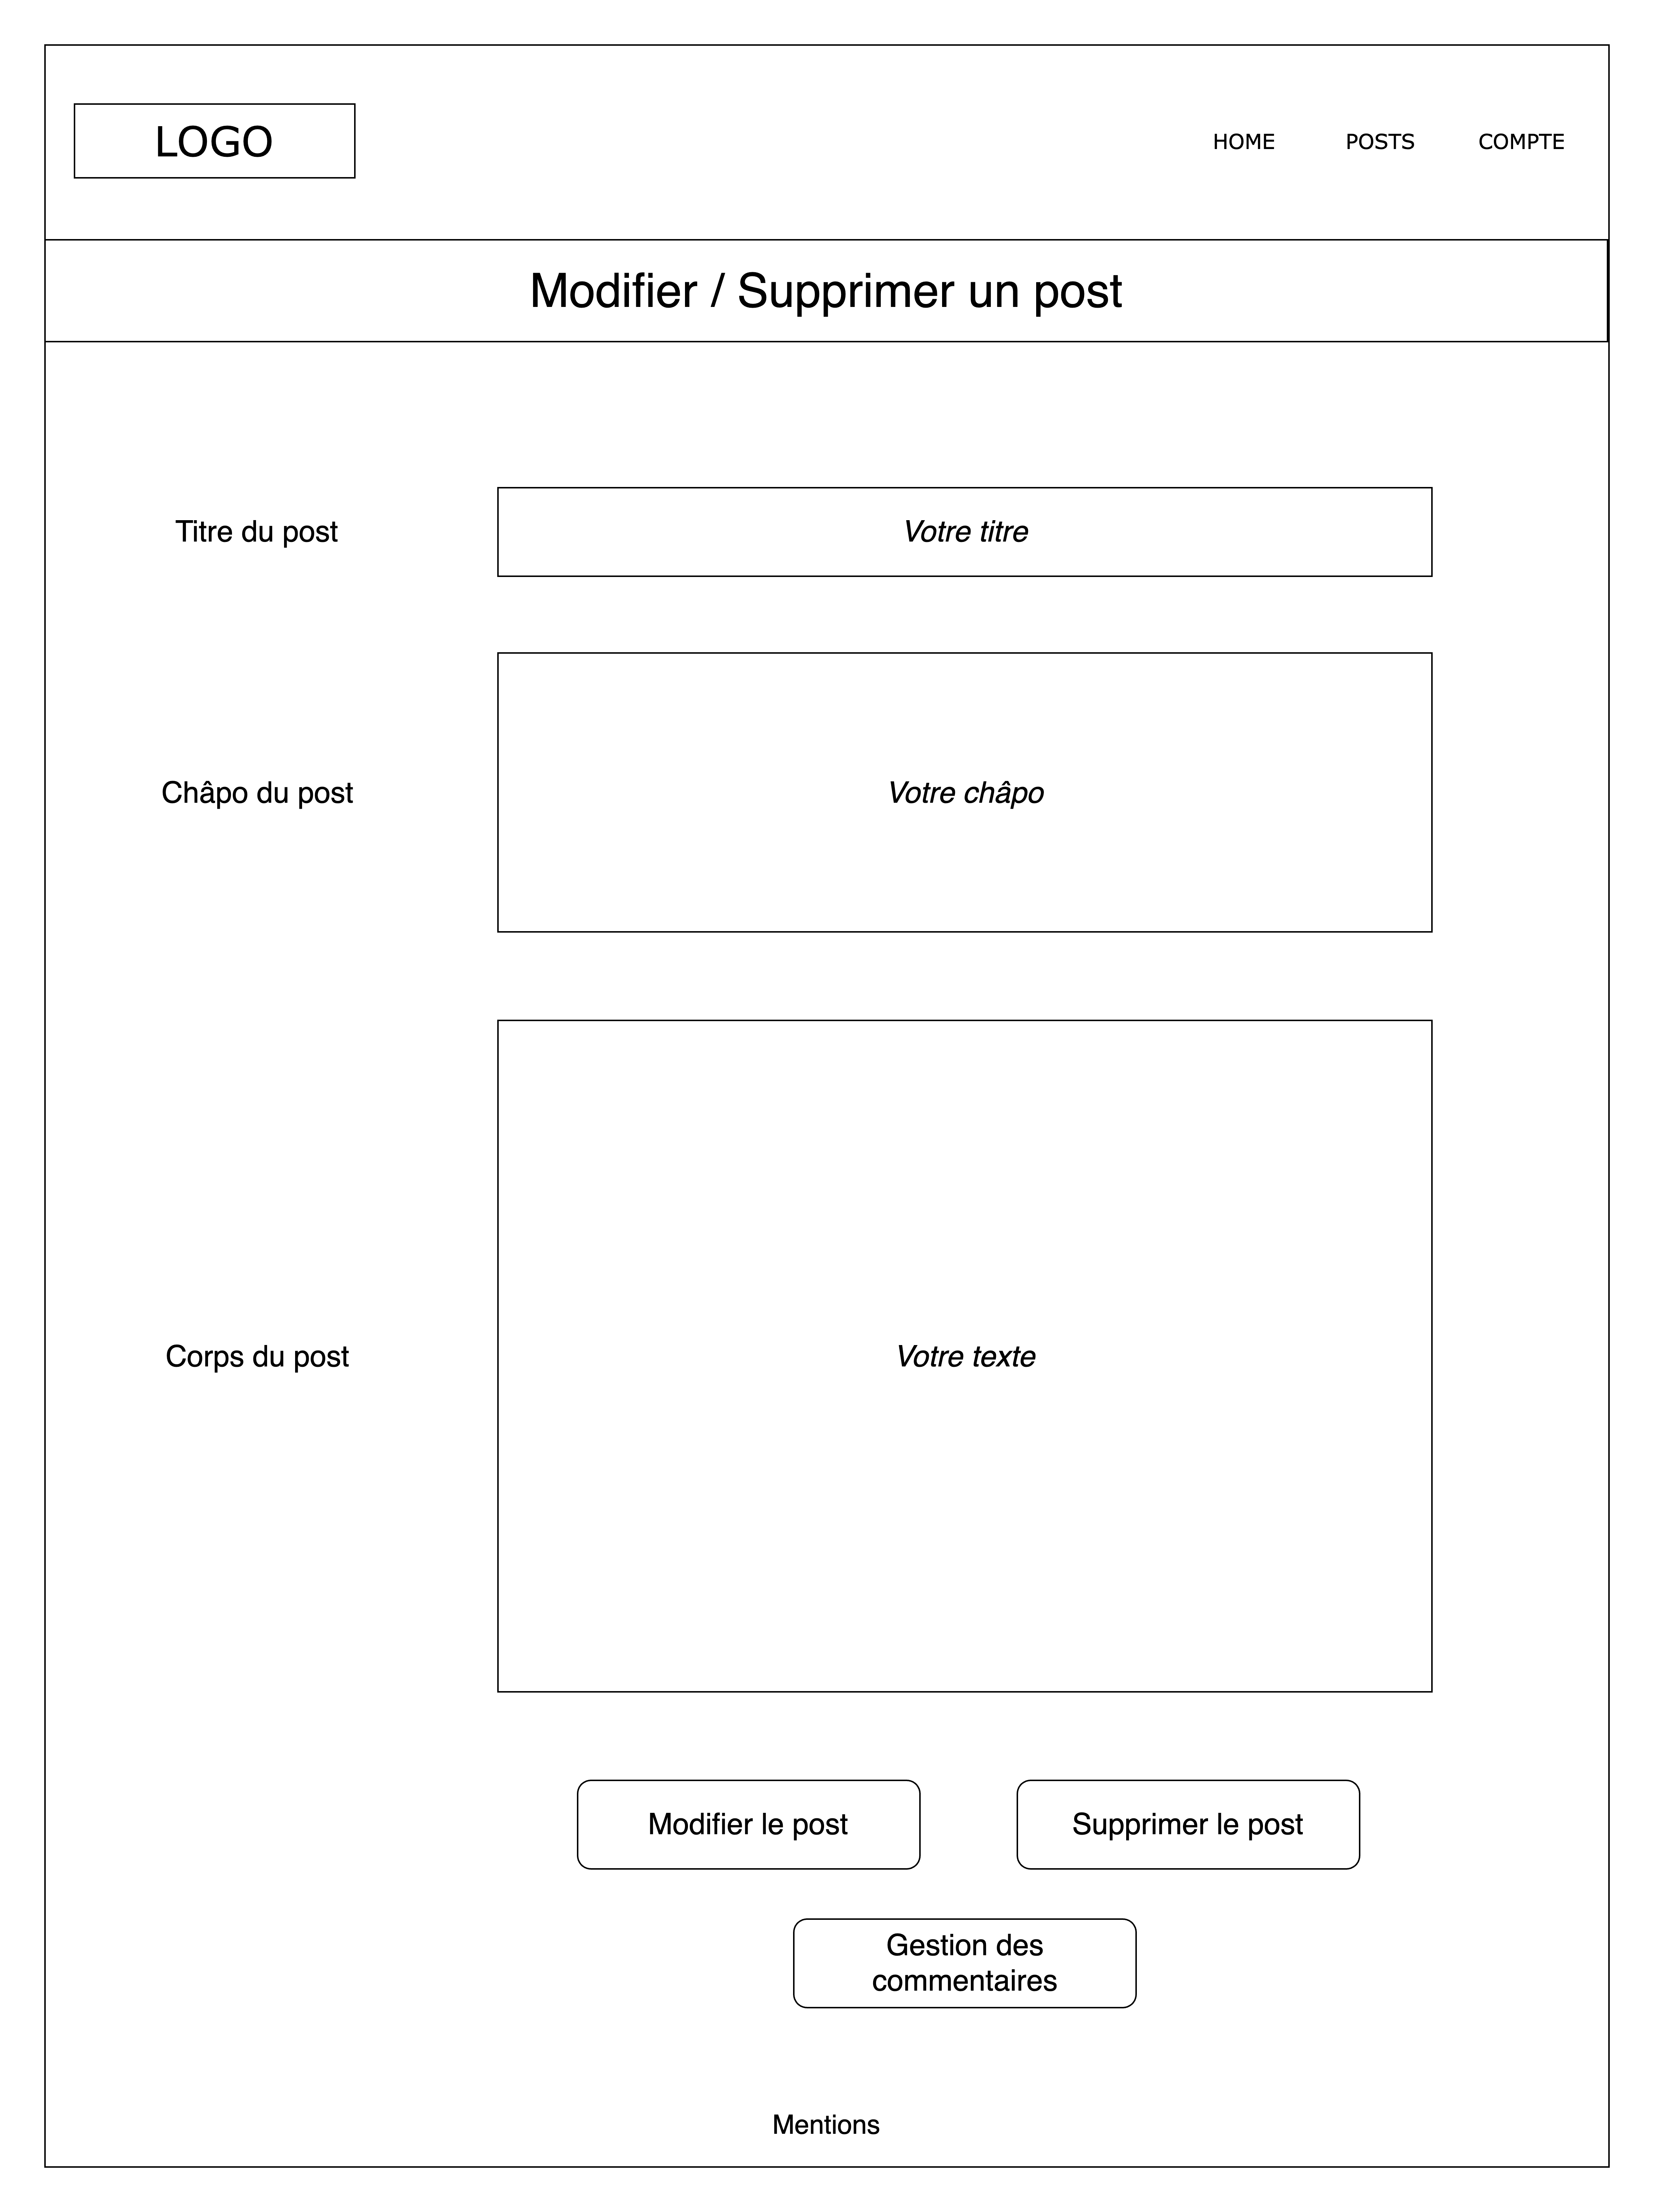 LOGO
HOME POSTS COMPTE
Modifier / Supprimer un post
Titre du post
Votre titre
Châpo du post
Votre châpo
Corps du post
Votre texte
Modifier le post
Supprimer le post
Gestion des
commentaires
Mentions